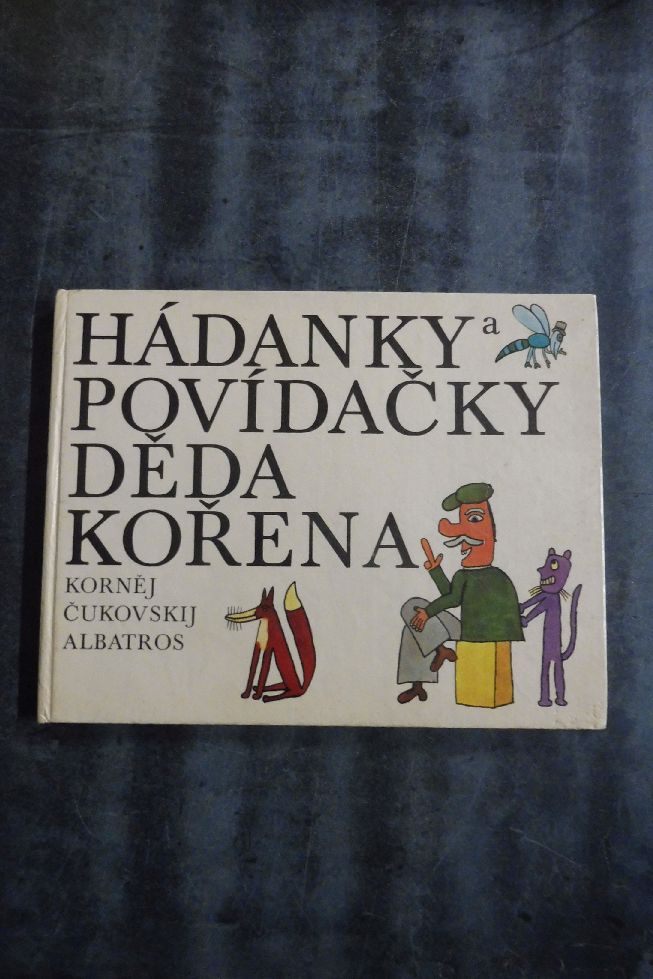 HÁDANKY a
POVÍDAČKY
DĚDA
KOŘENA
KORNĚJ
ČUKOVSKIJ
ALBATROS